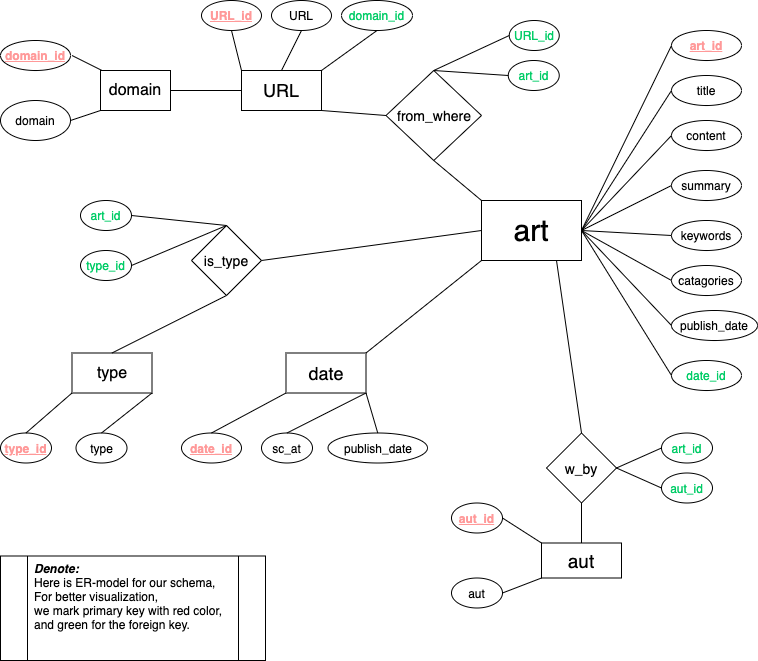 URL_id
URL
domain_id
domain_id
domain
domain
URL
URL_id
art_id
from_where
art_id
title
content
summary
keywords
catagories
publish_date
date_id
art
art_id
type_id
is_type
type
type_id
type
date
date_id
sc_at
publish_date
w_by
art_id
aut_id
aut_id
aut
aut
Denote:
Here is ER-model for our schema,
For better visualization,
we mark primary key with red color,
and green for the foreign key.